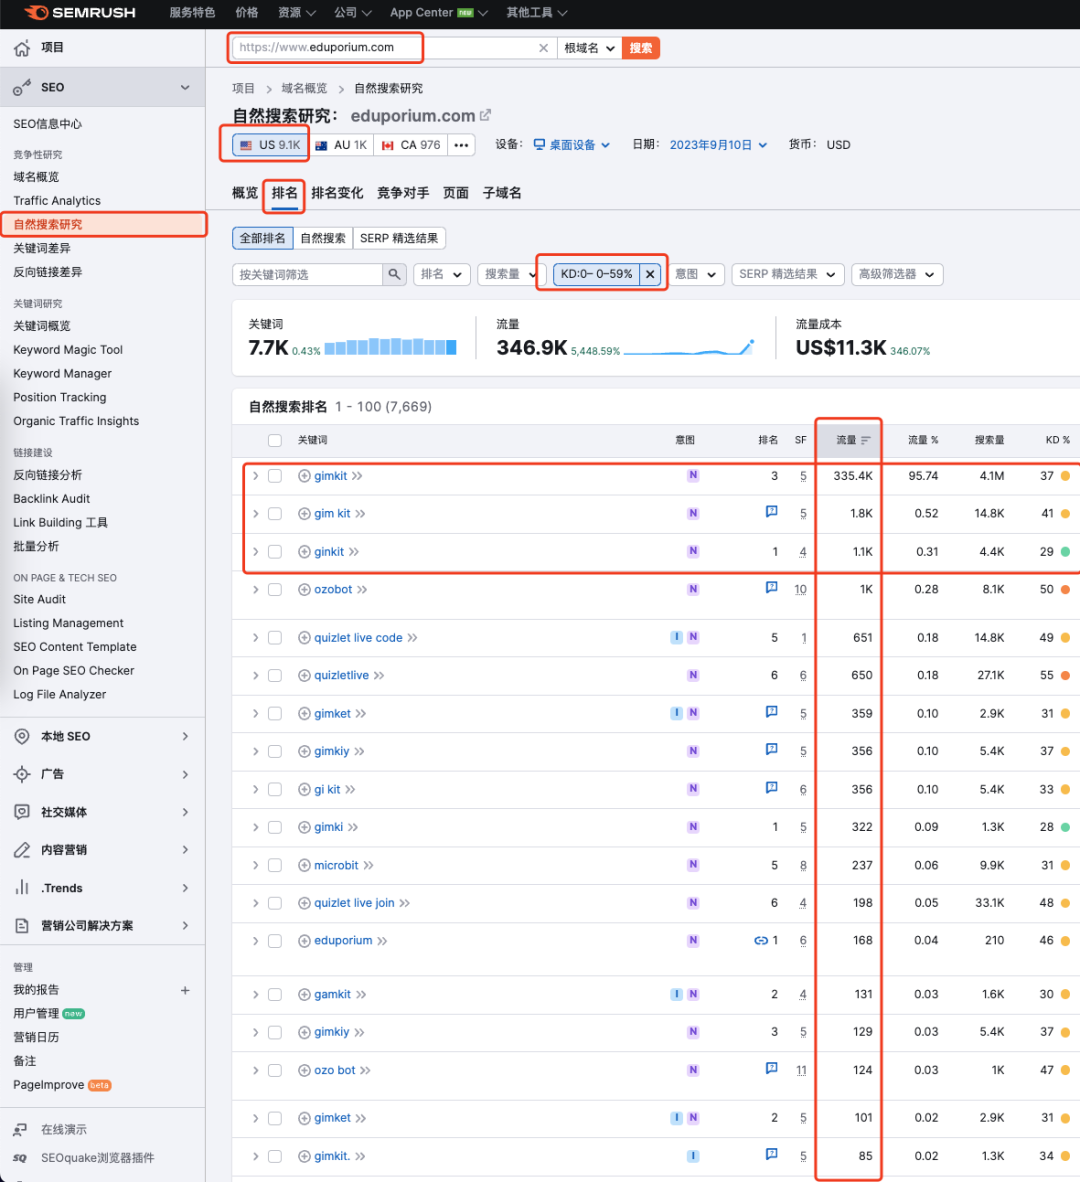 SEMRUSH 服务特色 价格 资源 公司 App Center new 其他工具
项目
SEO
SEO信息中心
竞争性研究
域名概览
Traffic Analytics
自然搜索研究
关键词差异
反向链接差异
关键词研究
关键词概览
Keyword Magic Tool
Keyword Manager
Position Tracking
Organic Traffic Insights
链接建设
反向链接分析
Backlink Audit
Link Building 工具
批量分析
ON PAGE & TECH SEO
Site Audit
Listing Management
SEO Content Template
On Page SEO Checker
Log File Analyzer
本地 SEO
广告
社交媒体
内容营销
.Trends
营销公司解决方案
管理
我的报告 +
用户管理 new
营销日历
备注
PageImprove beta
在线演示
SEOquake浏览器插件
https://www.eduporium.com × 根域名 搜索
项目 > 域名概览 > 自然搜索研究
自然搜索研究: eduporium.com
US 9.1K AU 1K CA 976 ••• 设备: 桌面设备 日期: 2023年9月10日 货币: USD
概览 排名 排名变化 竞争对手 页面 子域名
全部排名 自然搜索 SERP 精选结果
按关键词筛选 排名 搜索量 KD:0– 0–59% × 意图 SERP 精选结果 高级筛选器
关键词 流量 流量成本
7.7K 0.43% 346.9K 5,448.59% US$11.3K 346.07%
自然搜索排名 1 - 100 (7,669)
关键词 意图 排名 SF 流量 流量 % 搜索量 KD %
gimkit N 3 5 335.4K 95.74 4.1M 37
gim kit N 5 1.8K 0.52 14.8K 41
ginkit N 1 4 1.1K 0.31 4.4K 29
ozobot N 10 1K 0.28 8.1K 50
quizlet live code I N 5 1 651 0.18 14.8K 49
quizletlive N 6 6 650 0.18 27.1K 55
gimket I N 5 359 0.10 2.9K 31
gimkiy N 5 356 0.10 5.4K 37
gi kit N 6 356 0.10 5.4K 33
gimki N 1 5 322 0.09 1.3K 28
microbit N 5 8 237 0.06 9.9K 31
quizlet live join N 6 4 198 0.05 33.1K 48
eduporium N 1 6 168 0.04 210 46
gamkit I N 2 4 131 0.03 1.6K 30
gimkiy N 3 5 129 0.03 5.4K 37
ozo bot N 11 124 0.03 1K 47
gimket I N 2 5 101 0.02 2.9K 31
gimkit. I 5 85 0.02 1.3K 34